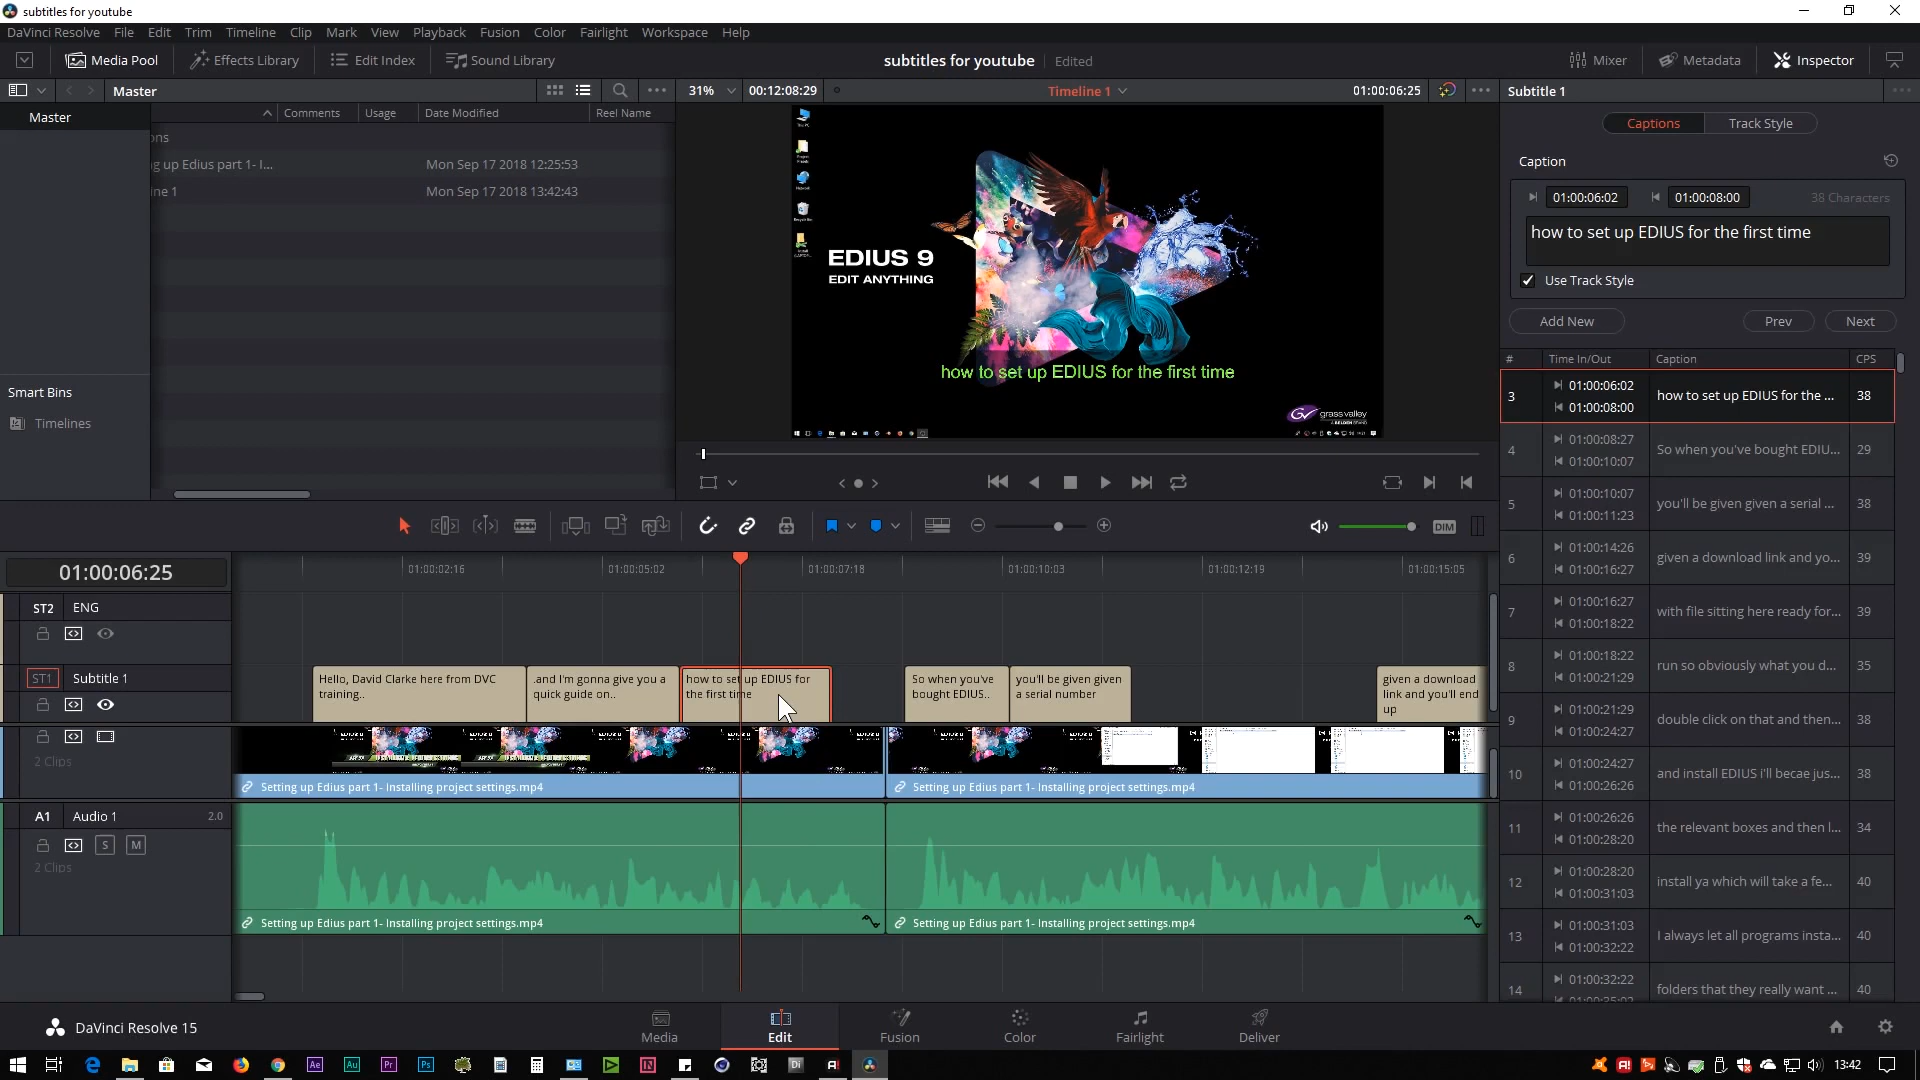 subtitles for youtube
DaVinci Resolve File Edit Trim Timeline Clip Mark View Playback Fusion Color Fairlight Workspace Help
Media Pool Effects Library Edit Index Sound Library subtitles for youtube Edited Mixer Metadata Inspector
Master 31% 00:12:08:29 Timeline 1 01:00:06:25 Subtitle 1
Master Comments Usage Date Modified Reel Name
ons
g up Edius part 1- I... Mon Sep 17 2018 12:25:53
ine 1 Mon Sep 17 2018 13:42:43
Smart Bins
Timelines
EDIUS 9
EDIT ANYTHING
how to set up EDIUS for the first time
grass valley
A BELDEN BRAND
Captions Track Style
Caption
01:00:06:02 01:00:08:00 38 Characters
how to set up EDIUS for the first time
Use Track Style
Add New Prev Next
# Time In/Out Caption CPS
3 01:00:06:02 01:00:08:00 how to set up EDIUS for the ... 38
4 01:00:08:27 01:00:10:07 So when you've bought EDIU... 29
5 01:00:10:07 01:00:11:23 you'll be given given a serial ... 38
6 01:00:14:26 01:00:16:27 given a download link and yo... 39
7 01:00:16:27 01:00:18:22 with file sitting here ready for... 39
8 01:00:18:22 01:00:21:29 run so obviously what you d... 35
9 01:00:21:29 01:00:24:27 double click on that and then... 38
10 01:00:24:27 01:00:26:26 and install EDIUS i'll becae jus... 38
11 01:00:26:26 01:00:28:20 the relevant boxes and then l... 34
12 01:00:28:20 01:00:31:03 install ya which will take a fe... 40
13 01:00:31:03 01:00:32:22 I always let all programs insta... 40
14 01:00:32:22 folders that they really want ... 40
DIM
01:00:06:25 01:00:02:16 01:00:05:02 01:00:07:18 01:00:10:03 01:00:12:19 01:00:15:05
ST2 ENG
ST1 Subtitle 1
Hello, David Clarke here from DVC
training..
.and I'm gonna give you a
quick guide on..
how to set up EDIUS for
the first time
So when you've
bought EDIUS..
you'll be given given
a serial number
given a download
link and you'll end
up
2 Clips
Setting up Edius part 1- Installing project settings.mp4 Setting up Edius part 1- Installing project settings.mp4
A1 Audio 1 2.0
S M
2 Clips
Setting up Edius part 1- Installing project settings.mp4 Setting up Edius part 1- Installing project settings.mp4
DaVinci Resolve 15 Media Edit Fusion Color Fairlight Deliver
Ae Au Pr Ps Di A! 13:42